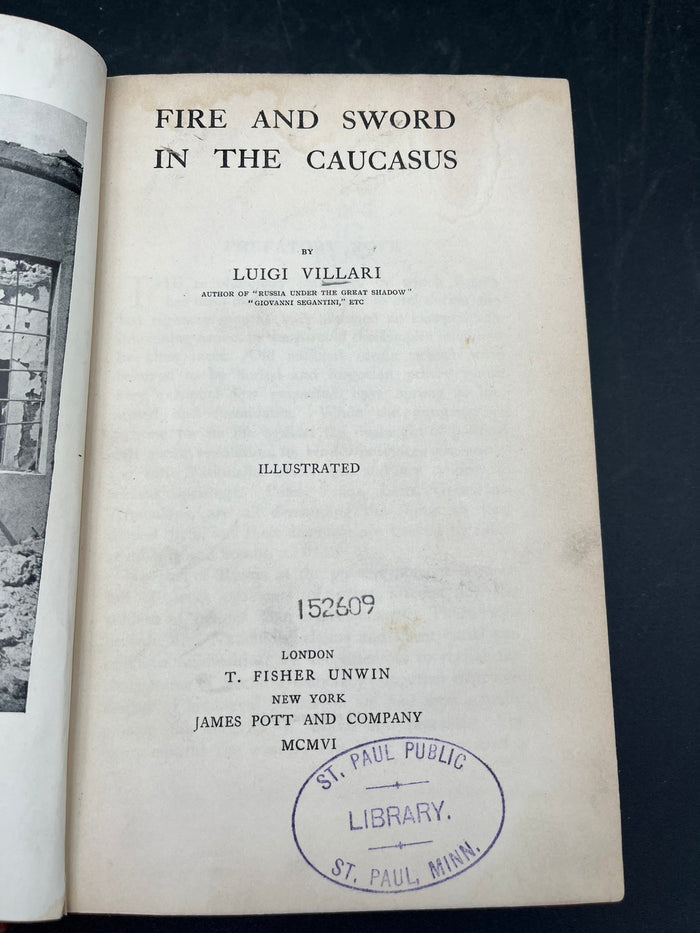 FIRE AND SWORD
IN THE CAUCASUS
BY
LUIGI VILLARI
AUTHOR OF "RUSSIA UNDER THE GREAT SHADOW"
"GIOVANNI SEGANTINI," ETC
ILLUSTRATED
152609
LONDON
T. FISHER UNWIN
NEW YORK
JAMES POTT AND COMPANY
MCMVI
ST. PAUL PUBLIC
LIBRARY.
ST. PAUL, MINN.